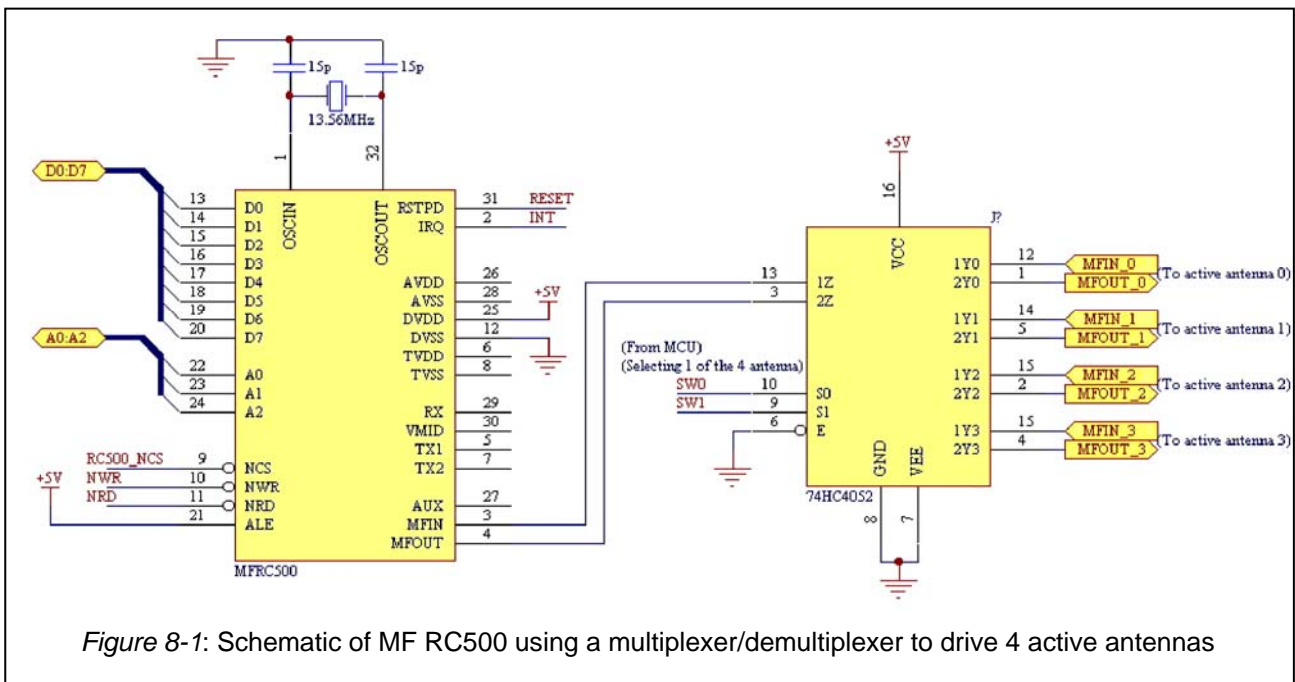 15p
15p
13.56MHz
1
32
D0:D7
13 D0
14 D1
15 D2
16 D3
17 D4
18 D5
19 D6
20 D7
A0:A2
22 A0
23 A1
24 A2
RC500_NCS 9 NCS
NWR 10 NWR
NRD 11 NRD
+5V 21 ALE
OSCIN
OSCOUT
RSTPD 31 RESET
IRQ 2 INT
AVDD 26
AVSS 28
DVDD 25 +5V
DVSS 12
TVDD 6
TVSS 8
RX 29
VMID 30
TX1 5
TX2 7
AUX 27
MFIN 3
MFOUT 4
MFRC500
+5V
16
VCC
J?
13 1Z
3 2Z
(From MCU)
(Selecting 1 of the 4 antenna)
SW0 10 S0
SW1 9 S1
6 E
1Y0 12 MFIN_0
2Y0 1 MFOUT_0
(To active antenna 0)
1Y1 14 MFIN_1
2Y1 5 MFOUT_1
(To active antenna 1)
1Y2 15 MFIN_2
2Y2 2 MFOUT_2
(To active antenna 2)
1Y3 15 MFIN_3
2Y3 4 MFOUT_3
(To active antenna 3)
GND
VEE
74HC4052
8
7
Figure 8-1: Schematic of MF RC500 using a multiplexer/demultiplexer to drive 4 active antennas